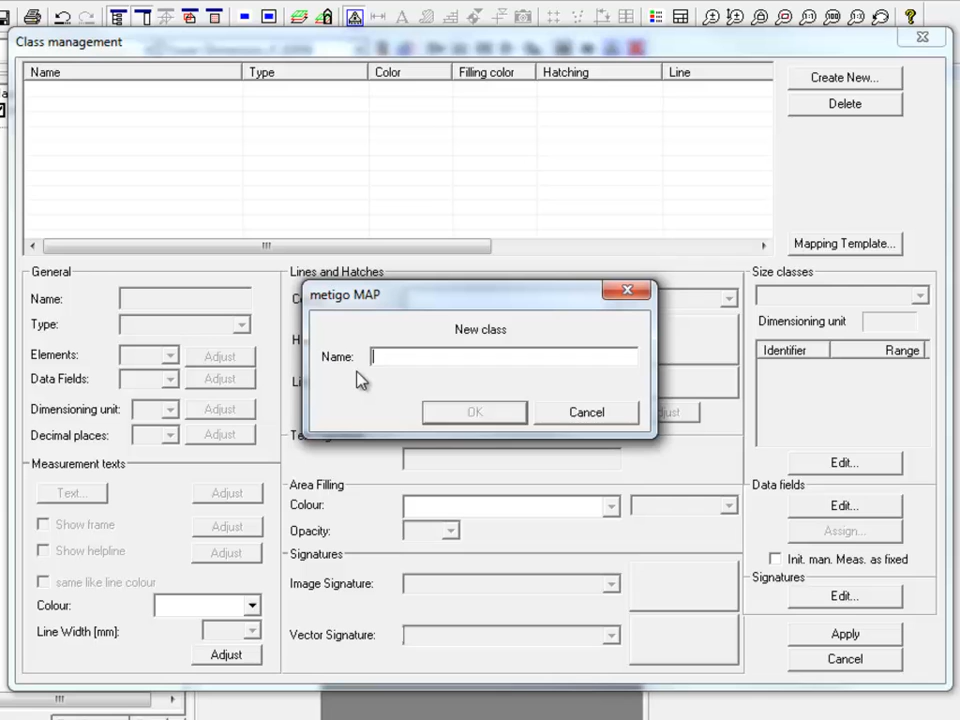 Class management
Name Type Color Filling color Hatching Line
Create New...
Delete
Mapping Template...
General
Name:
Type:
Elements: Adjust
Data Fields: Adjust
Dimensioning unit: Adjust
Decimal places: Adjust
Measurement texts
Text... Adjust
Show frame Adjust
Show helpline Adjust
same like line colour
Colour:
Line Width [mm]:
Adjust
Lines and Hatches
metigo MAP
New class
Name:
OK Cancel
Area Filling
Colour:
Opacity:
Signatures
Image Signature:
Vector Signature:
Size classes
Dimensioning unit
Identifier Range
Edit...
Data fields
Edit...
Assign...
Init. man. Meas. as fixed
Signatures
Edit...
Apply
Cancel